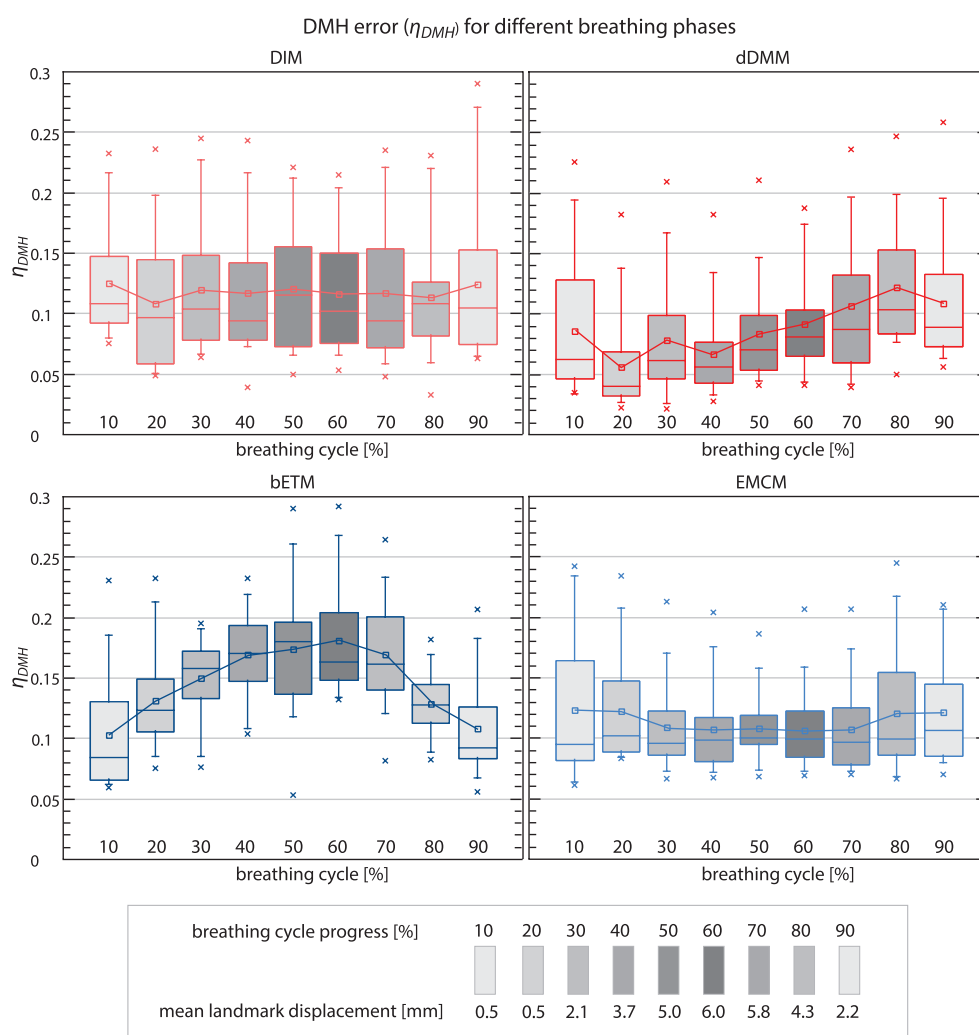 DMH error (ηDMH) for different breathing phases
DIM
dDMM
0.3
0.25
0.2
0.15
0.1
0.05
0
ηDMH
10 20 30 40 50 60 70 80 90
10 20 30 40 50 60 70 80 90
breathing cycle [%]
breathing cycle [%]
bETM
EMCM
0.3
0.25
0.2
0.15
0.1
0.05
0
ηDMH
10 20 30 40 50 60 70 80 90
10 20 30 40 50 60 70 80 90
breathing cycle [%]
breathing cycle [%]
breathing cycle progress [%] 10 20 30 40 50 60 70 80 90
mean landmark displacement [mm] 0.5 0.5 2.1 3.7 5.0 6.0 5.8 4.3 2.2